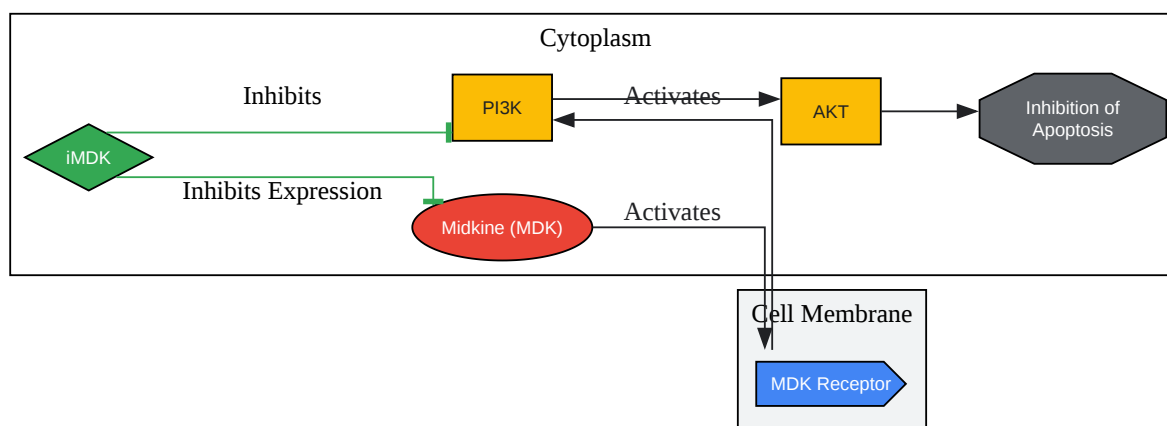 Cytoplasm
Inhibits
PI3K
Activates
AKT
Inhibition of
Apoptosis
iMDK
Inhibits Expression
Midkine (MDK)
Activates
Cell Membrane
MDK Receptor